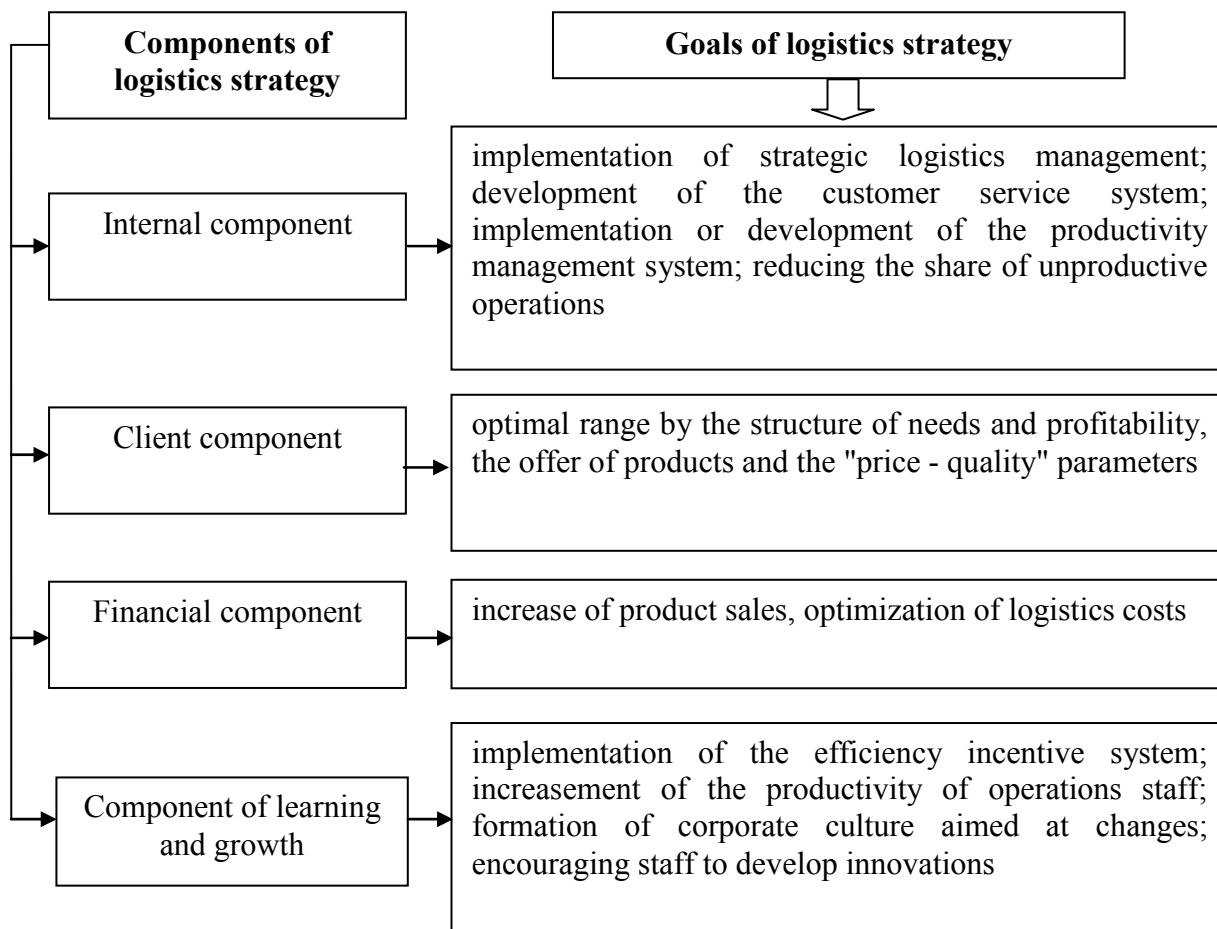 Components of
logistics strategy
Goals of logistics strategy
Internal component
implementation of strategic logistics management;
development of the customer service system;
implementation or development of the productivity
management system; reducing the share of unproductive
operations
Client component
optimal range by the structure of needs and profitability,
the offer of products and the "price - quality" parameters
Financial component
increase of product sales, optimization of logistics costs
Component of learning
and growth
implementation of the efficiency incentive system;
increasement of the productivity of operations staff;
formation of corporate culture aimed at changes;
encouraging staff to develop innovations